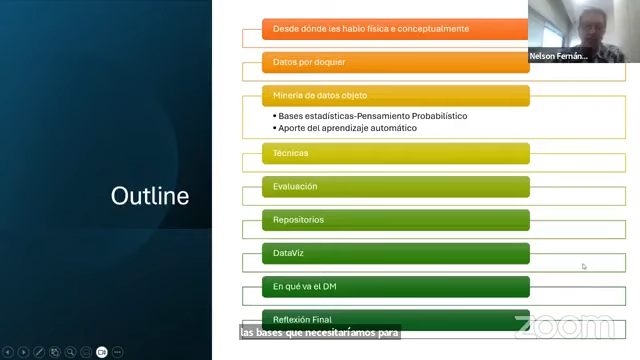 Desde dónde les hablo física e conceptualmente
Nelson Fernán...
Datos por doquier
Minería de datos objeto
• Bases estadísticas-Pensamiento Probabilístico
• Aporte del aprendizaje automático
Técnicas
Evaluación
Outline
Repositorios
DataViz
En qué va el DM
Reflexión Final
las bases que necesitaríamos para
zoom